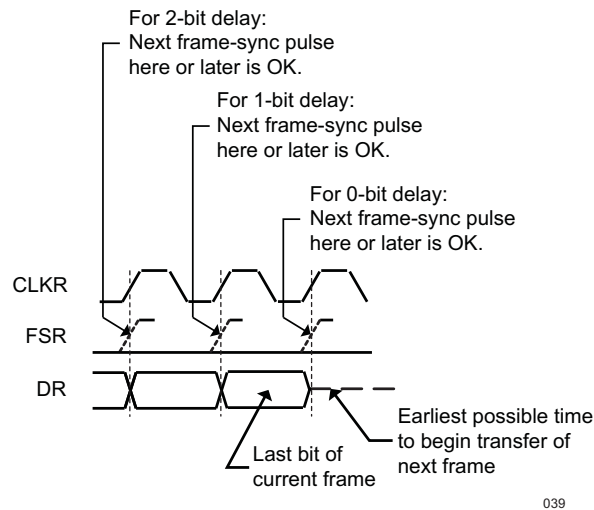 For 2-bit delay:
Next frame-sync pulse
here or later is OK.
For 1-bit delay:
Next frame-sync pulse
here or later is OK.
For 0-bit delay:
Next frame-sync pulse
here or later is OK.
CLKR
FSR
DR
Last bit of
current frame
Earliest possible time
to begin transfer of
next frame
039